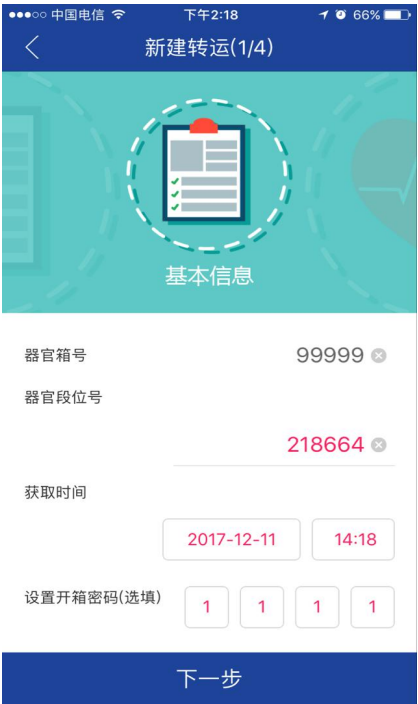 中国电信 下午2:18 66%
新建转运(1/4)
基本信息
器官箱号 99999
器官段位号
218664
获取时间
2017-12-11 14:18
设置开箱密码(选填) 1 1 1 1
下一步